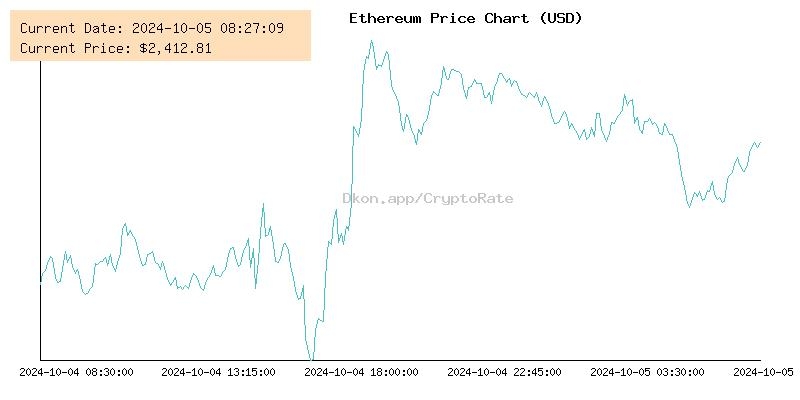 Ethereum Price Chart (USD)
Current Date: 2024-10-05 08:27:09
Current Price: $2,412.81
Dkon.app/CryptoRate
2024-10-04 08:30:00
2024-10-04 13:15:00
2024-10-04 18:00:00
2024-10-04 22:45:00
2024-10-05 03:30:00
2024-10-05